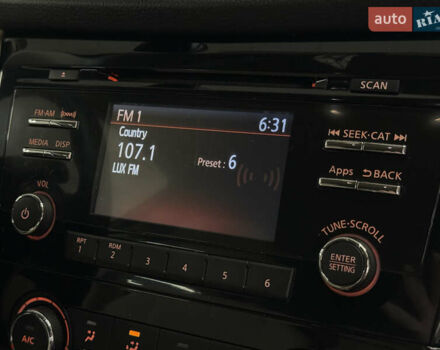 auto RIA
SCAN
FM·AM
MEDIA DISP
VOL
FM 1 6:31
Country
107.1
Preset : 6
LUX FM
SEEK·CAT
Apps BACK
TUNE·SCROLL
ENTER
SETTING
RPT RDM
1 2 3 4 5 6
A/C